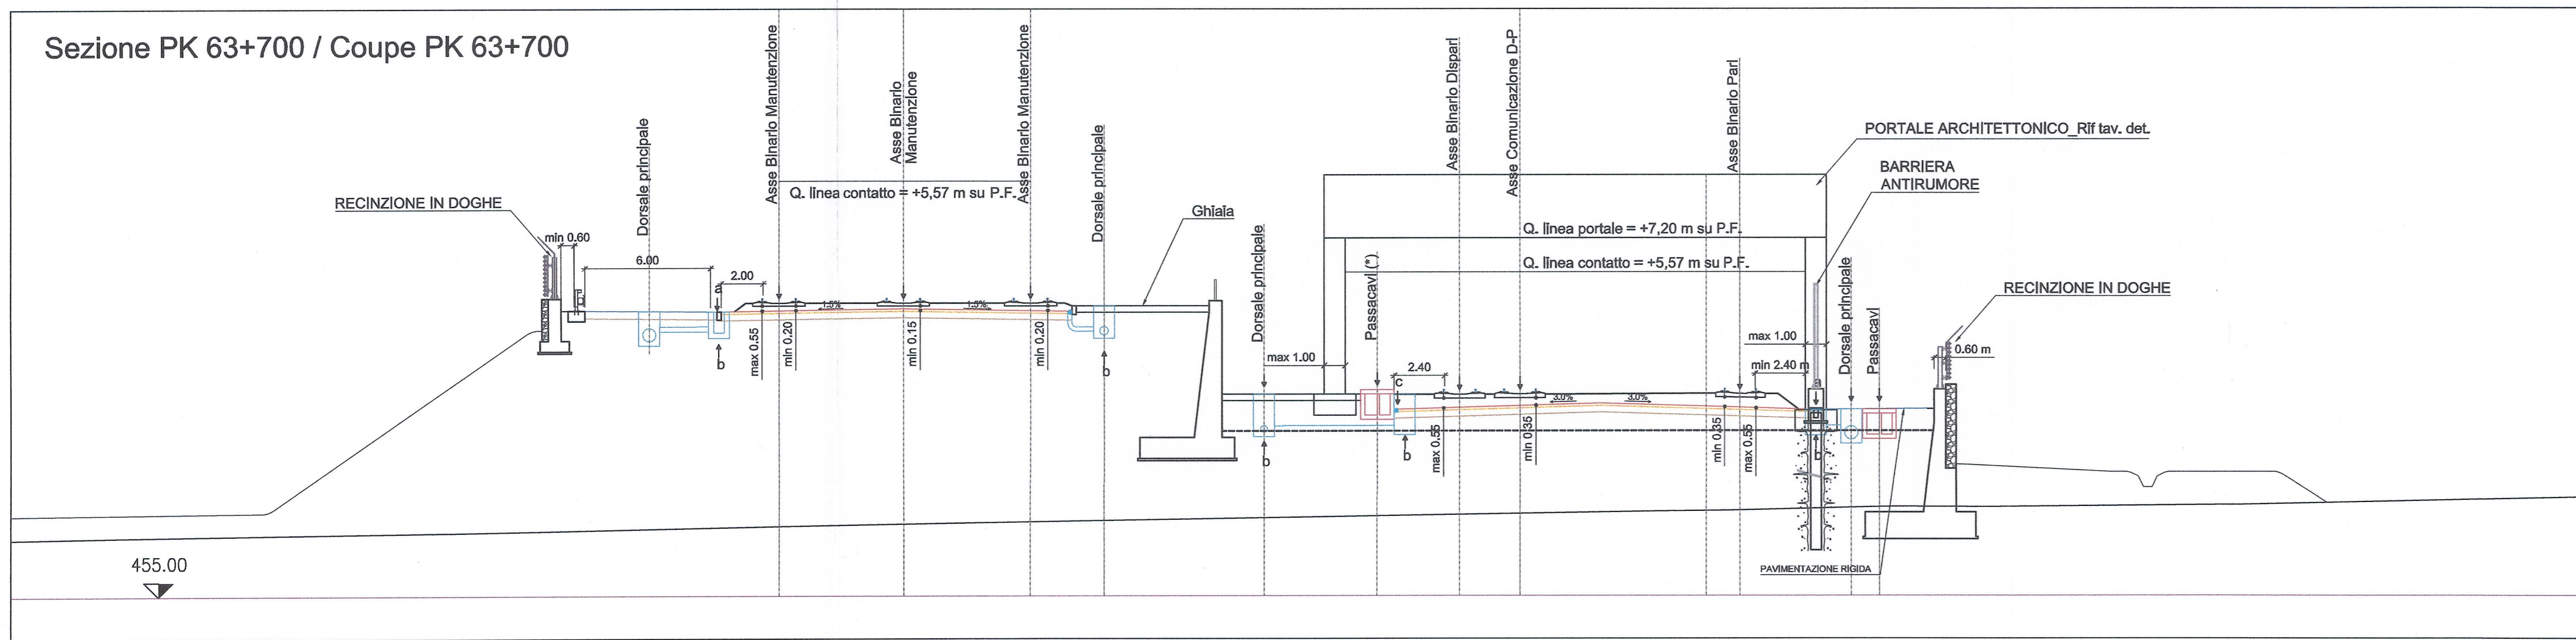 Sezione PK 63+700 / Coupe PK 63+700
RECINZIONE IN DOGHE
min 0.60
Dorsale principale
6.00
2.00
a
b
Asse Binario Manutenzione
Asse Binario
Manutenzione
Asse Binario Manutenzione
Q. linea contatto = +5,57 m su P.F.
1.5%
1.5%
max 0.55
min 0.20
min 0.15
min 0.20
Dorsale principale
b
Ghiaia
Dorsale principale
b
max 1.00
Passacavi (*)
2.40
c
b
Asse Binario Dispari
Asse Comunicazione D-P
Asse Binario Pari
Q. linea portale = +7,20 m su P.F.
Q. linea contatto = +5,57 m su P.F.
3.0%
3.0%
max 0.55
min 0.35
min 0.35
max 0.55
max 1.00
min 2.40 m
b
PORTALE ARCHITETTONICO_Rif tav. det.
BARRIERA
ANTIRUMORE
Dorsale principale
Passacavi
RECINZIONE IN DOGHE
0.60 m
PAVIMENTAZIONE RIGIDA
455.00